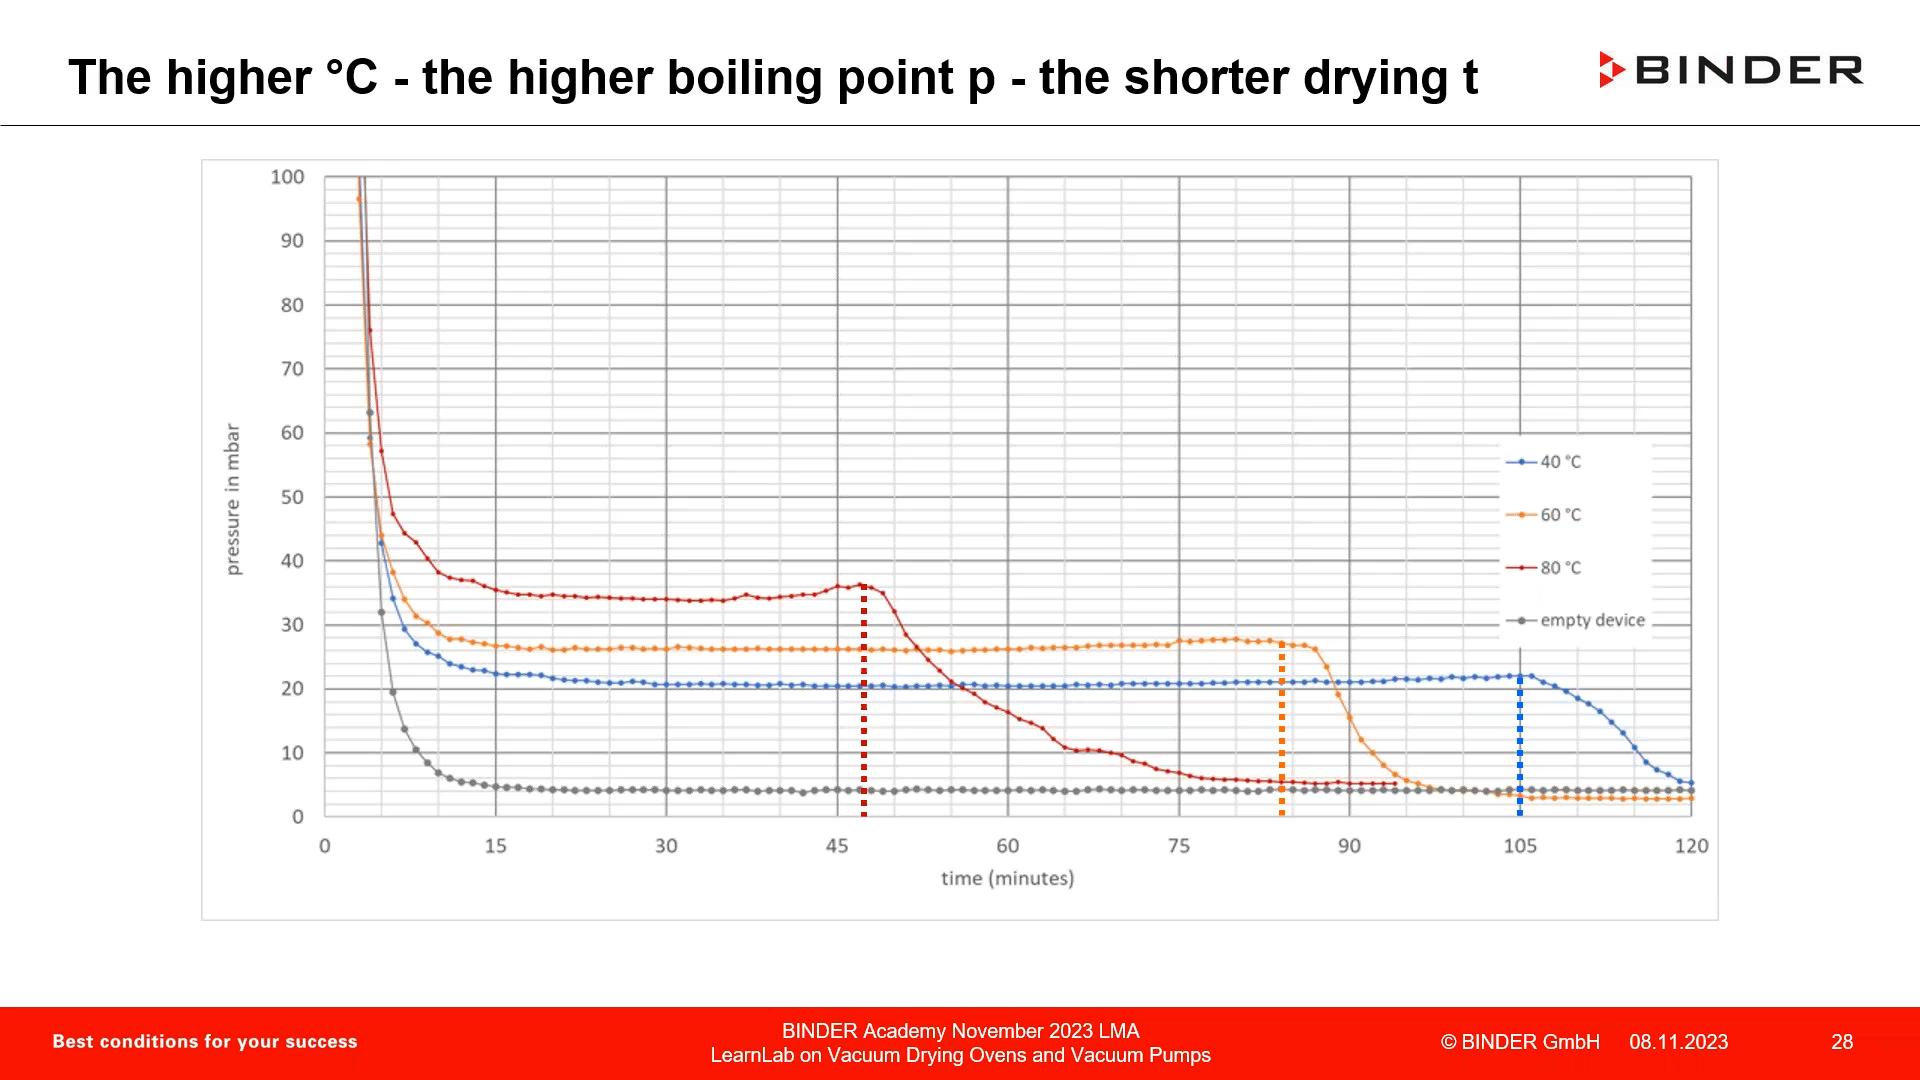 The higher °C - the higher boiling point p - the shorter drying t
BINDER
100
90
80
70
60
50
40
30
20
10
0
pressure in mbar
40 °C
60 °C
80 °C
empty device
0 15 30 45 60 75 90 105 120
time (minutes)
Best conditions for your success
BINDER Academy November 2023 LMA
LearnLab on Vacuum Drying Ovens and Vacuum Pumps
© BINDER GmbH 08.11.2023 28